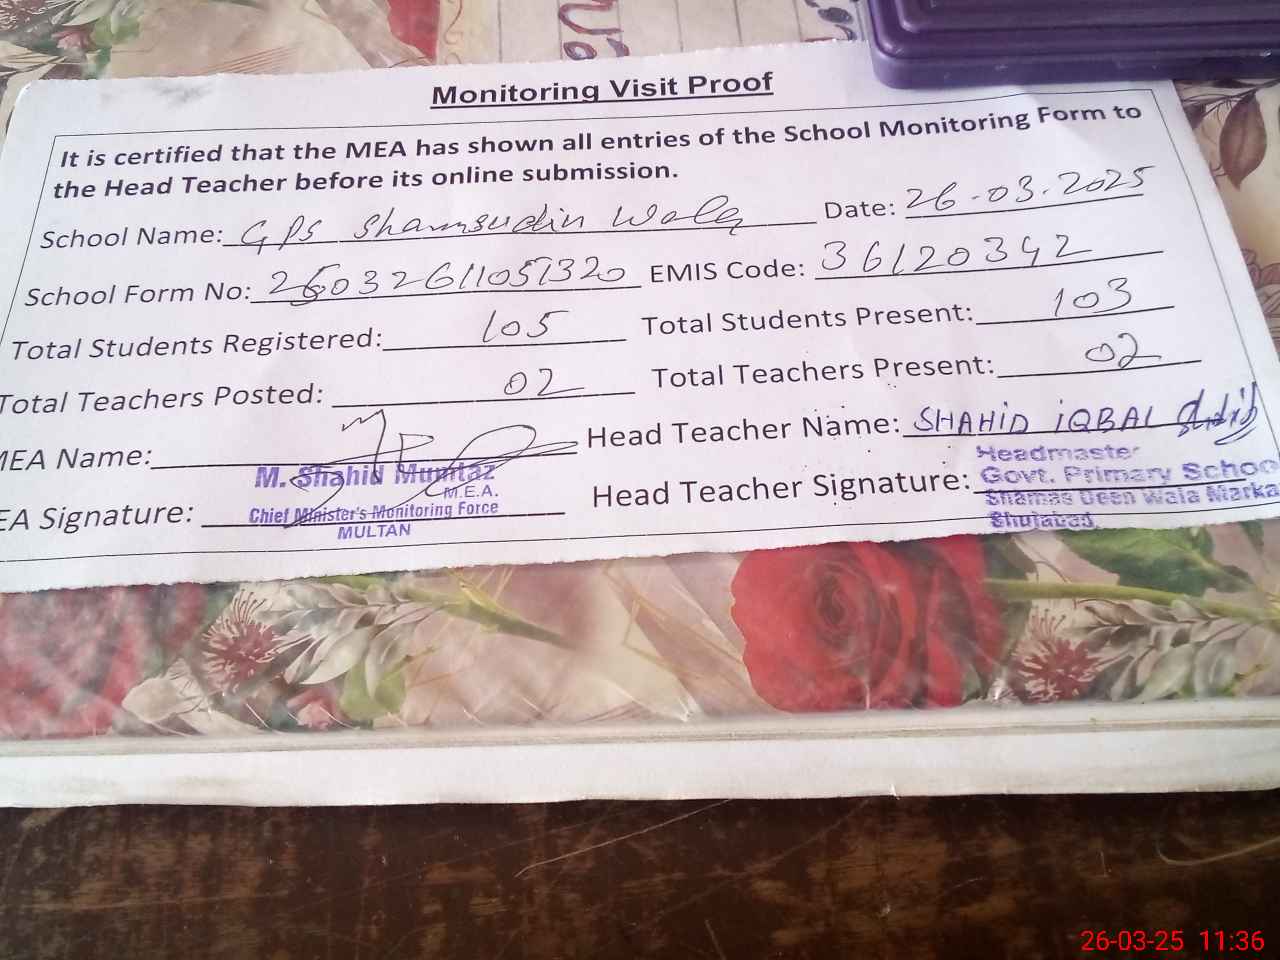 Monitoring Visit Proof
It is certified that the MEA has shown all entries of the School Monitoring Form to
the Head Teacher before its online submission.
School Name: GPS Shamsudin Wala Date: 26-03-2025
School Form No: EMIS Code: 36120342
Total Students Registered: 105 Total Students Present: 103
Total Teachers Posted: 02 Total Teachers Present: 02
MEA Name: Head Teacher Name: SHAHID IQBAL
M. Shahid Mumtaz
M.E.A.
Chief Minister's Monitoring Force
MULTAN
EA Signature: Head Teacher Signature:
Headmaster
Govt. Primary Schoo
Shamas Deen Wala Marka
Shujabad
26-03-25 11:36